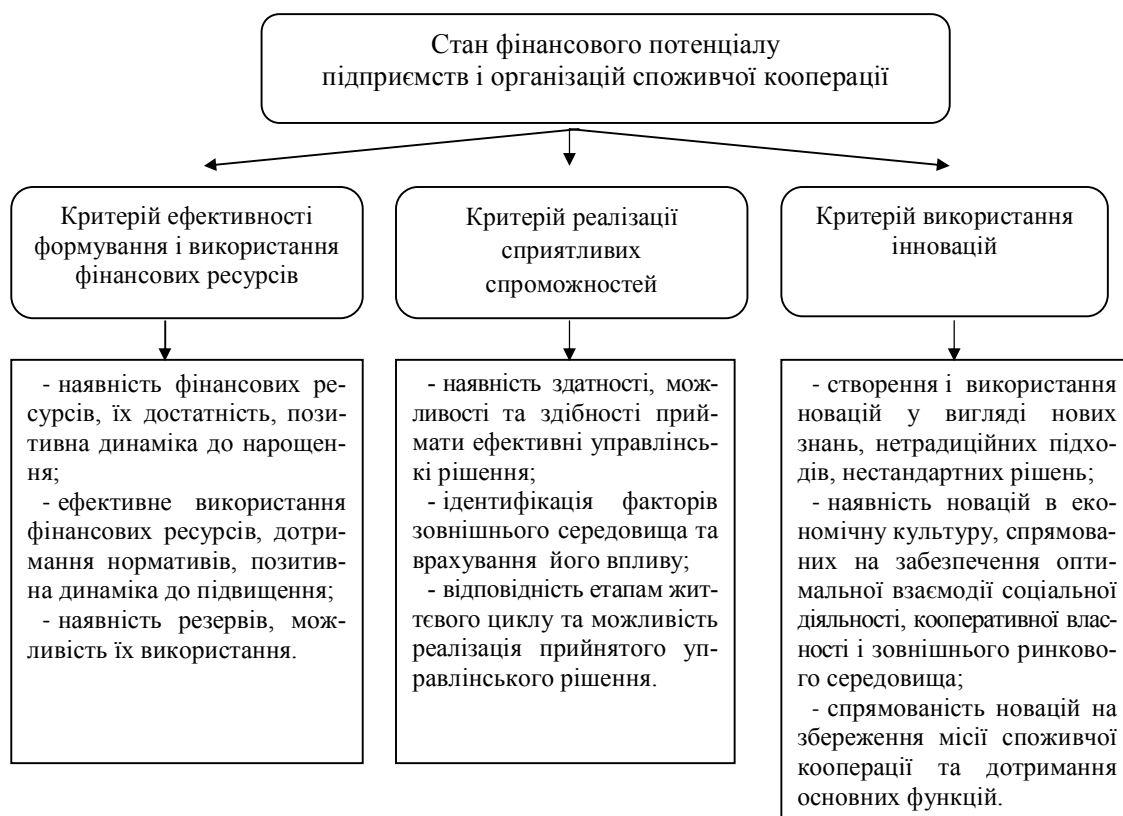 Стан фінансового потенціалу
підприємств і організацій споживчої кооперації
Критерій ефективності
формування і використання
фінансових ресурсів
Критерій реалізації
сприятливих
спроможностей
Критерій використання
інновацій
- наявність фінансових ре-
сурсів, їх достатність, пози-
тивна динаміка до нарощен-
ня;
- ефективне використання
фінансових ресурсів, дотри-
мання нормативів, позитив-
на динаміка до підвищення;
- наявність резервів, мож-
ливість їх використання.
- наявність здатності, мож-
ливості та здібності прий-
мати ефективні управлінсь-
кі рішення;
- ідентифікація факторів
зовнішнього середовища та
врахування його впливу;
- відповідність етапам жит-
тєвого циклу та можливість
реалізація прийнятого уп-
равлінського рішення.
- створення і використання
новацій у вигляді нових
знань, нетрадиційних підхо-
дів, нестандартних рішень;
- наявність новацій в еко-
номічну культуру, спрямова-
них на забезпечення опти-
мальної взаємодії соціальної
діяльності, кооперативної влас-
ності і зовнішнього ринково-
го середовища;
- спрямованість новацій на
збереження місії споживчої
кооперації та дотримання
основних функцій.